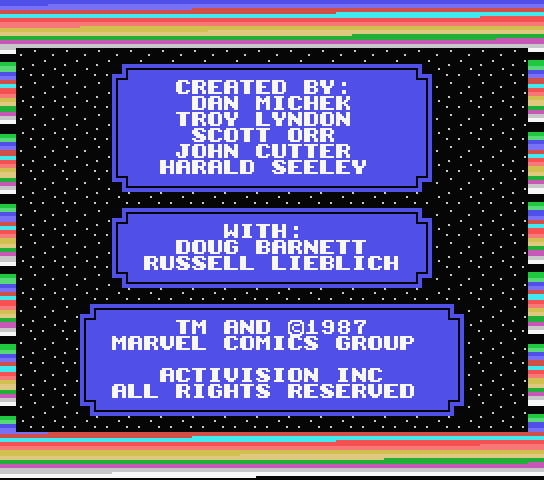 CREATED BY:
DAN MICHEK
TROY LYNDON
SCOTT ORR
JOHN CUTTER
HARALD SEELEY
WITH:
DOUG BARNETT
RUSSELL LIEBLICH
TM AND ©1987
MARVEL COMICS GROUP
ACTIVISION INC
ALL RIGHTS RESERVED